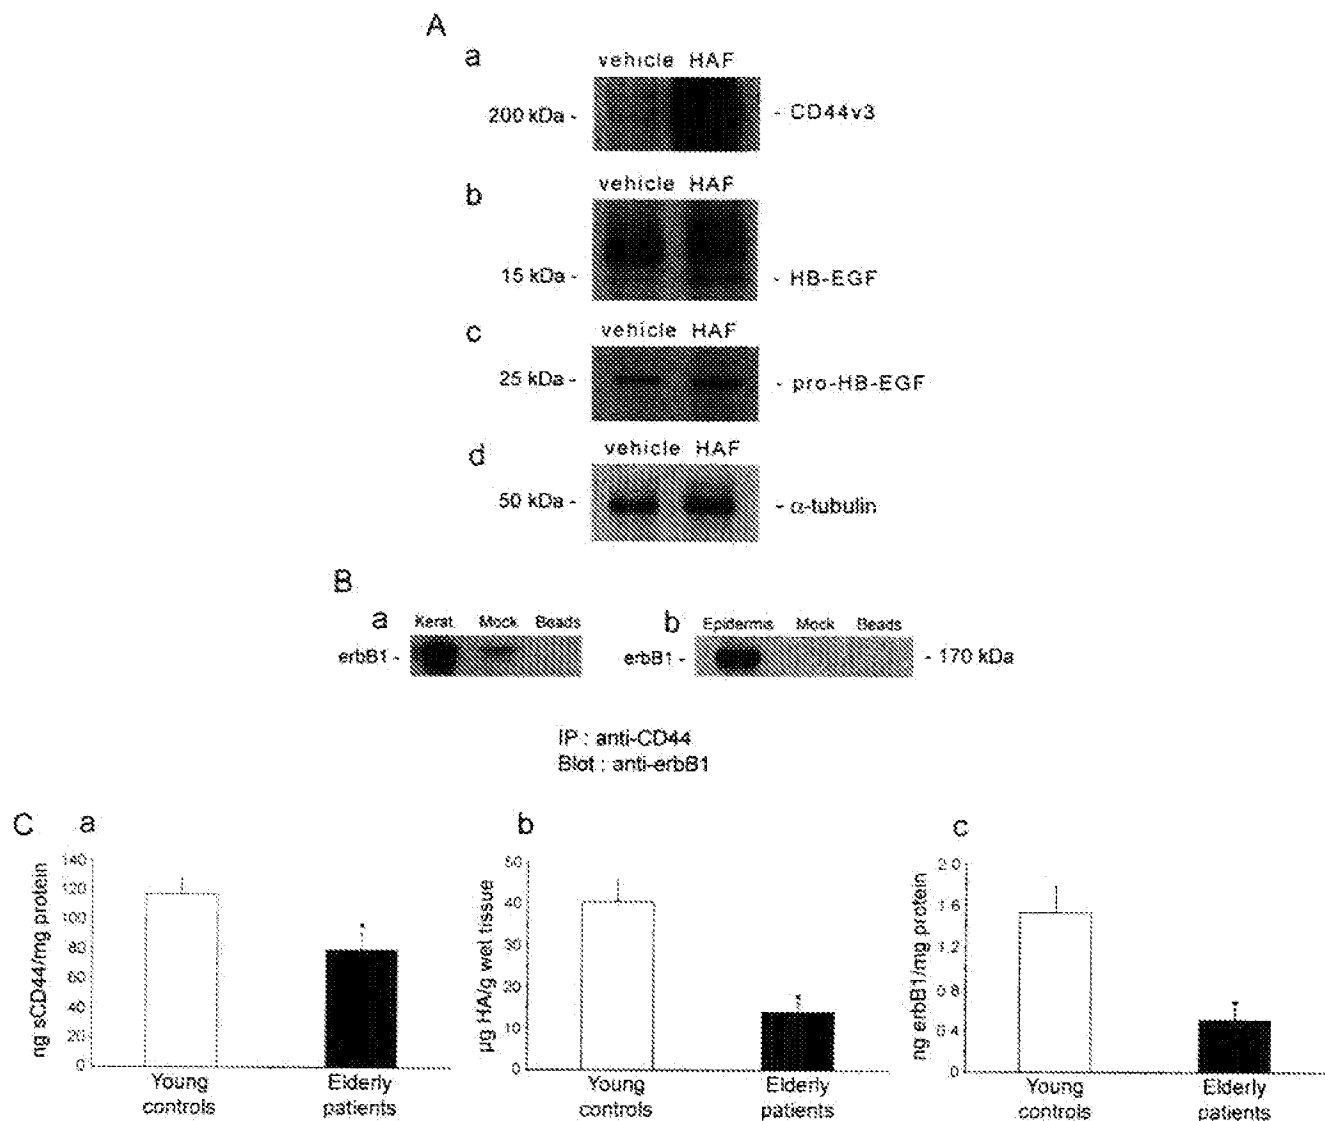 A
a
vehicle HAF
200 kDa - - CD44v3
b
vehicle HAF
15 kDa - - HB-EGF
c
vehicle HAF
25 kDa - - pro-HB-EGF
d
vehicle HAF
50 kDa - - α-tubulin
B
a
Kerat. Mock Beads
erbB1 -
b
Epidermis Mock Beads
erbB1 - - 170 kDa
IP : anti-CD44
Blot : anti-erbB1
C
a
ng sCD44/mg protein
140
120
100
80
60
40
20
0
*
Young controls
Elderly patients
b
µg HA/g wet tissue
50
40
30
20
10
0
*
Young controls
Elderly patients
c
ng erbB1/mg protein
2.0
1.6
1.2
0.8
0.4
0
*
Young controls
Elderly patients